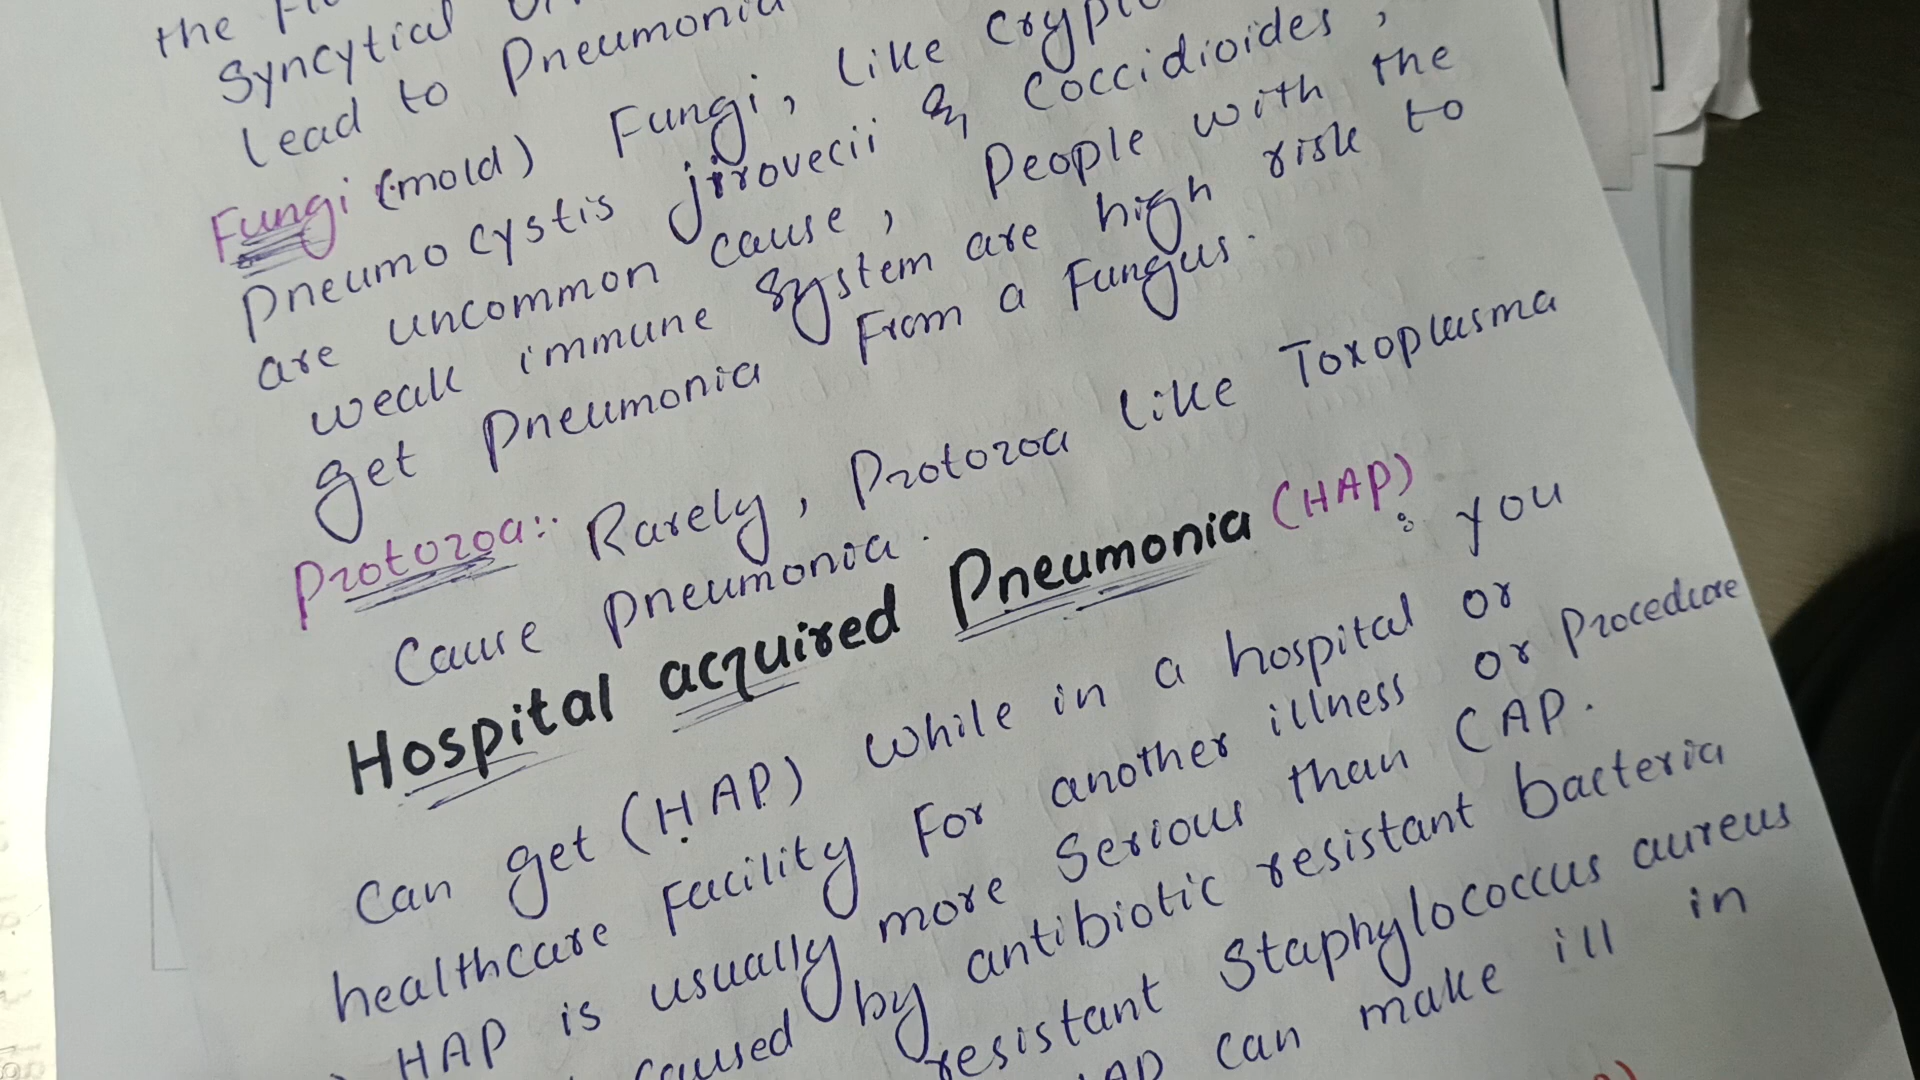 the
Syncytial
lead to Pneumonia
Fungi (mold) Fungi, like
Pneumocystis jirovecii & Coccidioides,
are uncommon cause, People with the
weak immune system are high risk to
get Pneumonia From a Fungus.
Protozoa:- Rarely, Protozoa like Toxoplasma
Cause Pneumonia.
Hospital acquired Pneumonia (HAP) : you
can get (HAP) while in a hospital or
healthcare Facility For another illness or Procedure
HAP is usually more Serious than CAP.
caused by antibiotic resistant bacteria
resistant Staphylococcus aureus
can make ill in